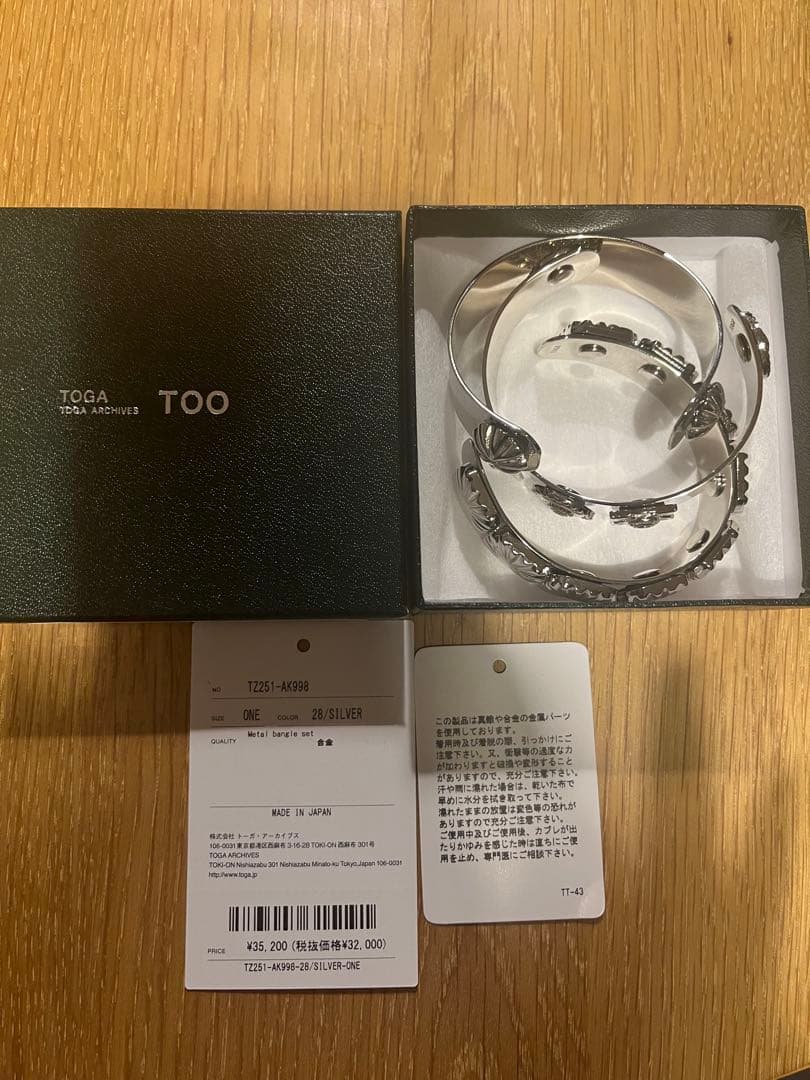 TOGA
TOGA ARCHIVES
TOO
NO TZ251-AK998
SIZE ONE COLOR 28/SILVER
Metal bangle set
QUALITY 合金
MADE IN JAPAN
株式会社 トーガ・アーカイブス
106-0031東京都港区西麻布 3-16-28 TOKI-ON 西麻布 301号
TOGA ARCHIVES
TOKI-ON Nishiazabu 301 Nishiazabu Minato-ku Tokyo,Japan 106-0031
http://www.toga.jp
PRICE ¥35,200(税抜価格¥32,000)
TZ251-AK998-28/SILVER-ONE
この製品は真鍮や合金の金属パーツ
を使用しております。
着用時及び着脱の際、引っかけにご
注意下さい。又、衝撃等の過度な力
が加わりますと破損や変形すること
がありますので、充分ご注意下さい。
汗や雨に濡れた場合は、乾いた布で
早めに水分を拭き取って下さい。
濡れたままの放置は変色等の恐れが
ありますので充分ご注意下さい。
ご使用中及びご使用後、カブレが出
たりかゆみを感じた時は直ちにご使
用を止め、専門医にご相談下さい。
TT-43